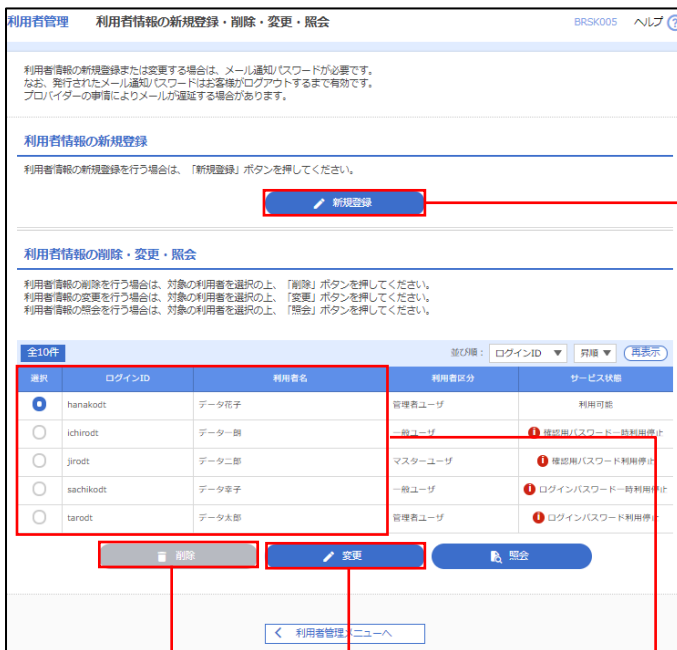 利用者管理 利用者情報の新規登録・削除・変更・照会 BRSK005 ヘルプ ?
利用者情報の新規登録または変更する場合は、メール通知パスワードが必要です。
なお、発行されたメール通知パスワードはお客様がログアウトするまで有効です。
プロバイダーの事情によりメールが遅延する場合があります。
利用者情報の新規登録
利用者情報の新規登録を行う場合は、「新規登録」ボタンを押してください。
新規登録
利用者情報の削除・変更・照会
利用者情報の削除を行う場合は、対象の利用者を選択の上、「削除」ボタンを押してください。
利用者情報の変更を行う場合は、対象の利用者を選択の上、「変更」ボタンを押してください。
利用者情報の照会を行う場合は、対象の利用者を選択の上、「照会」ボタンを押してください。
全10件 並び順: ログインID ▼ 昇順 ▼ 再表示
選択 ログインID 利用者名 利用者区分 サービス状態
hanakodt データ花子 管理者ユーザ 利用可能
ichirodt データ一朗 一般ユーザ 確認用パスワード一時利用停止
jirodt データ二郎 マスターユーザ 確認用パスワード利用停止
sachikodt データ幸子 一般ユーザ ログインパスワード一時利用停止
tarodt データ太郎 管理者ユーザ ログインパスワード利用停止
削除 変更 照会
利用者管理メニューへ